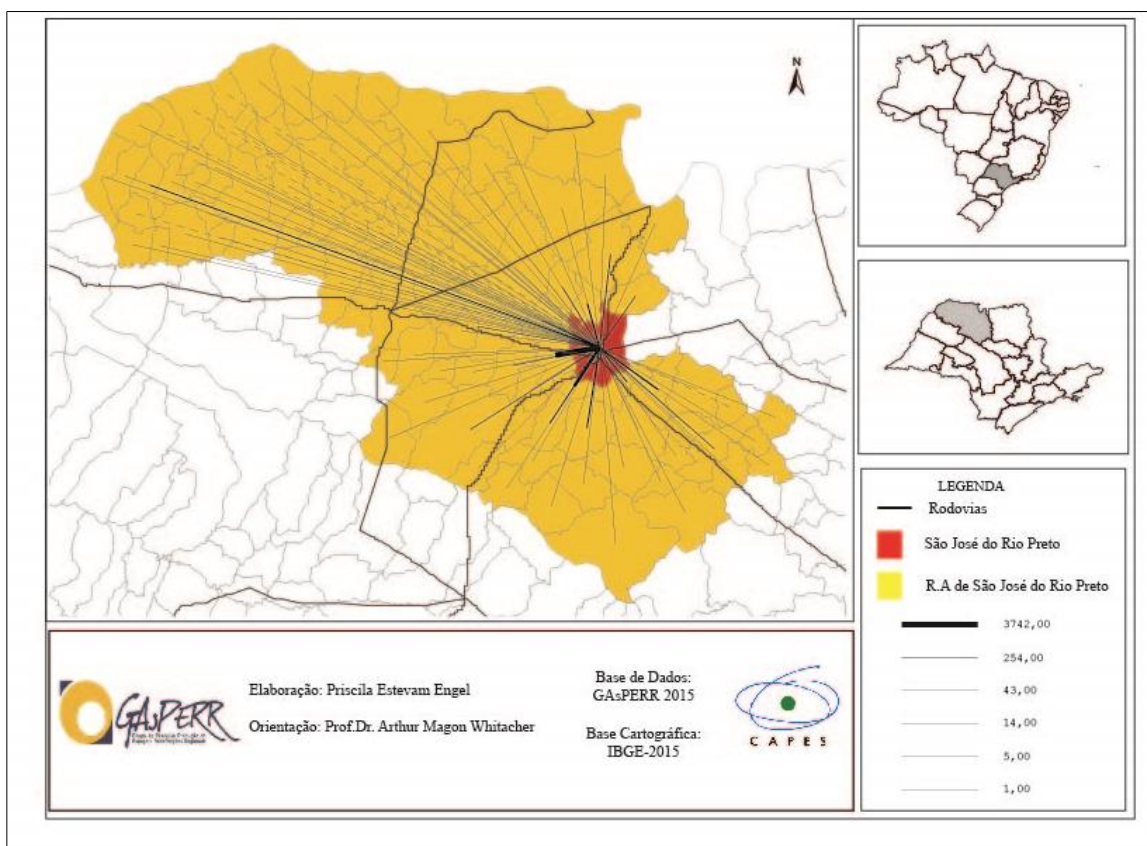 N
LEGENDA
Rodovias
São José do Rio Preto
R.A de São José do Rio Preto
3742,00
254,00
43,00
14,00
5,00
1,00
GAsPERR
Elaboração: Priscila Estevam Engel
Orientação: Prof.Dr. Arthur Magon Whitacher
Base de Dados:
GAsPERR 2015
Base Cartográfica:
IBGE-2015
CAPES